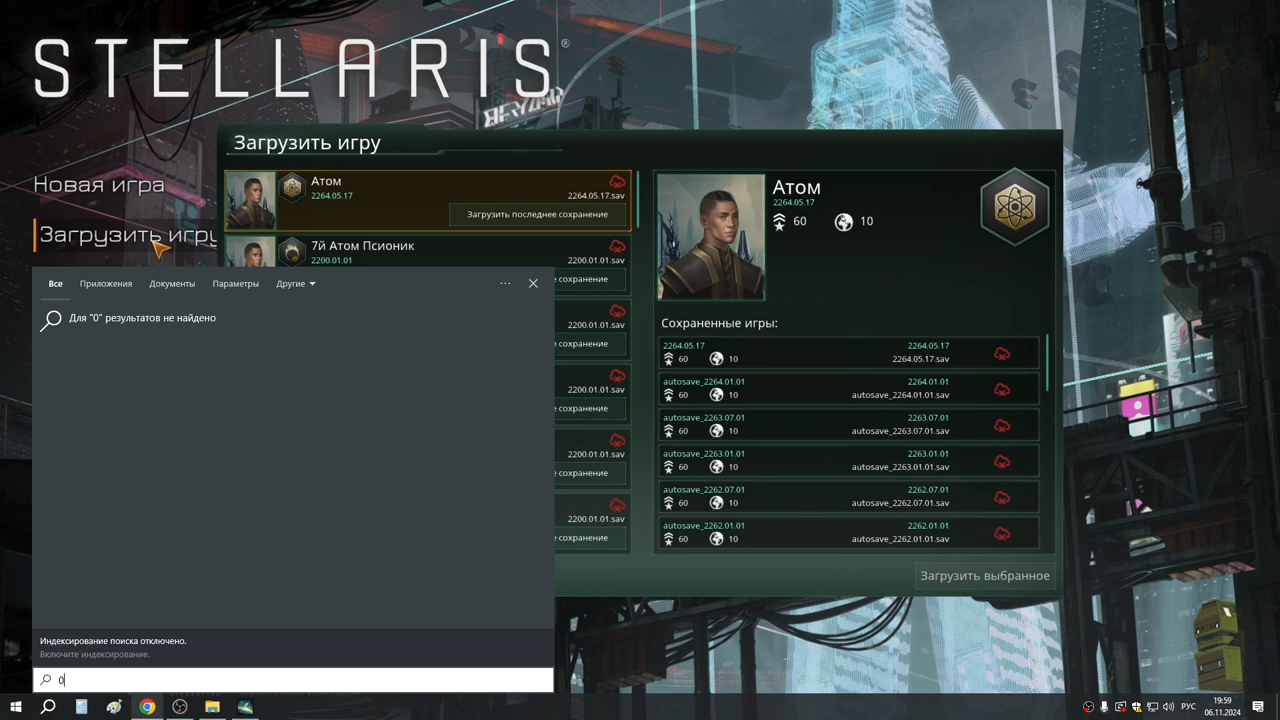 STELLARIS®
BEYOND
Загрузить игру
Новая игра
Загрузить игру
Атом
2264.05.17
2264.05.17.sav
Загрузить последнее сохранение
7й Атом Псионик
2200.01.01
2200.01.01.sav
е сохранение
2200.01.01.sav
е сохранение
2200.01.01.sav
е сохранение
2200.01.01.sav
е сохранение
2200.01.01.sav
е сохранение
Атом
2264.05.17
60 10
Сохраненные игры:
2264.05.17 2264.05.17
60 10 2264.05.17.sav
autosave_2264.01.01 2264.01.01
60 10 autosave_2264.01.01.sav
autosave_2263.07.01 2263.07.01
60 10 autosave_2263.07.01.sav
autosave_2263.01.01 2263.01.01
60 10 autosave_2263.01.01.sav
autosave_2262.07.01 2262.07.01
60 10 autosave_2262.07.01.sav
autosave_2262.01.01 2262.01.01
60 10 autosave_2262.01.01.sav
Загрузить выбранное
Все Приложения Документы Параметры Другие
Для "0" результатов не найдено
Индексирование поиска отключено.
Включите индексирование.
0
РУС
19:59
06.11.2024